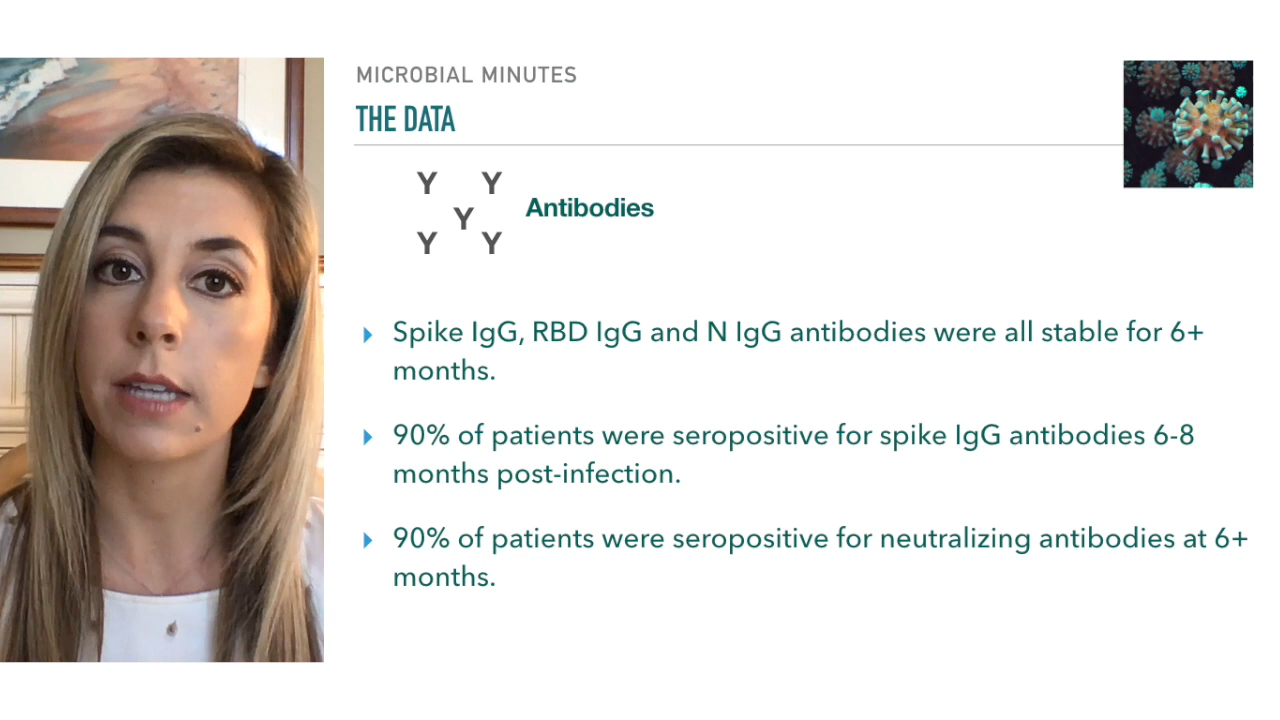 MICROBIAL MINUTES
THE DATA
Y Y
Y
Y Y
Antibodies
Spike IgG, RBD IgG and N IgG antibodies were all stable for 6+
months.
90% of patients were seropositive for spike IgG antibodies 6-8
months post-infection.
90% of patients were seropositive for neutralizing antibodies at 6+
months.